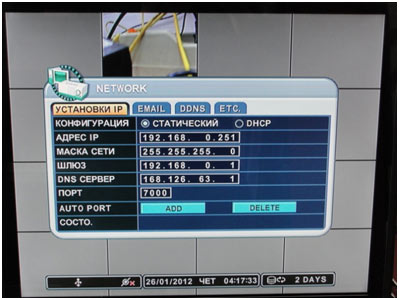 NETWORK
УСТАНОВКИ IP EMAIL DDNS ETC.
КОНФИГУРАЦИЯ СТАТИЧЕСКИЙ DHCP
АДРЕС IP 192.168. 0.251
МАСКА СЕТИ 255.255.255. 0
ШЛЮЗ 192.168. 0. 1
DNS СЕРВЕР 168.126. 63. 1
ПОРТ 7000
AUTO PORT ADD DELETE
СОСТО.
26/01/2012 ЧЕТ 04:17:33 2 DAYS